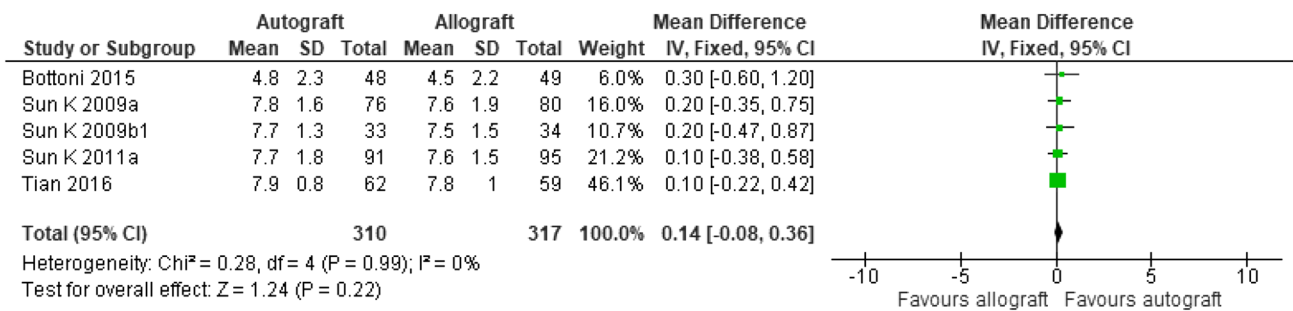 Autograft Allograft Mean Difference Mean Difference
Study or Subgroup Mean SD Total Mean SD Total Weight IV, Fixed, 95% CI IV, Fixed, 95% CI
Bottoni 2015 4.8 2.3 48 4.5 2.2 49 6.0% 0.30 [-0.60, 1.20]
Sun K 2009a 7.8 1.6 76 7.6 1.9 80 16.0% 0.20 [-0.35, 0.75]
Sun K 2009b1 7.7 1.3 33 7.5 1.5 34 10.7% 0.20 [-0.47, 0.87]
Sun K 2011a 7.7 1.8 91 7.6 1.5 95 21.2% 0.10 [-0.38, 0.58]
Tian 2016 7.9 0.8 62 7.8 1 59 46.1% 0.10 [-0.22, 0.42]
Total (95% CI) 310 317 100.0% 0.14 [-0.08, 0.36]
Heterogeneity: Chi² = 0.28, df = 4 (P = 0.99); I² = 0%
Test for overall effect: Z = 1.24 (P = 0.22)
-10 -5 0 5 10
Favours allograft Favours autograft